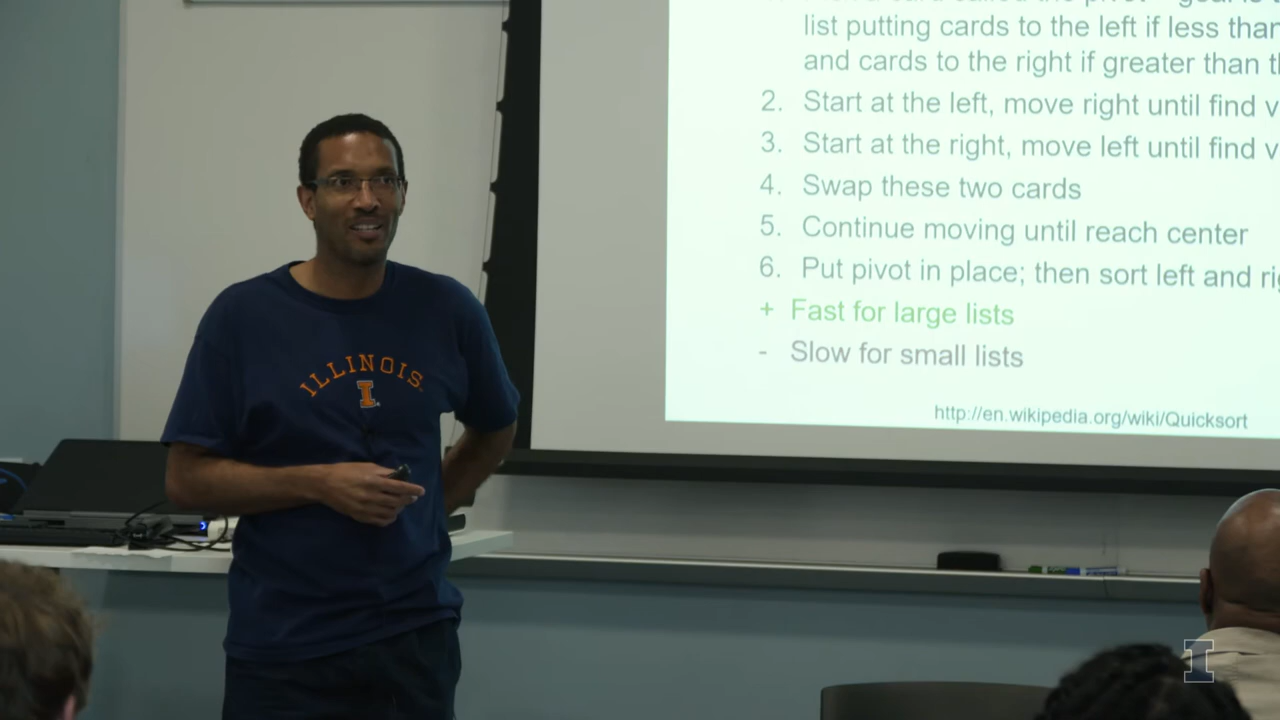 list putting cards to the left if less than
and cards to the right if greater than
2. Start at the left, move right until find
3. Start at the right, move left until find
4. Swap these two cards
5. Continue moving until reach center
6. Put pivot in place; then sort left and
+ Fast for large lists
- Slow for small lists
http://en.wikipedia.org/wiki/Quicksort
ILLINOIS
I
I